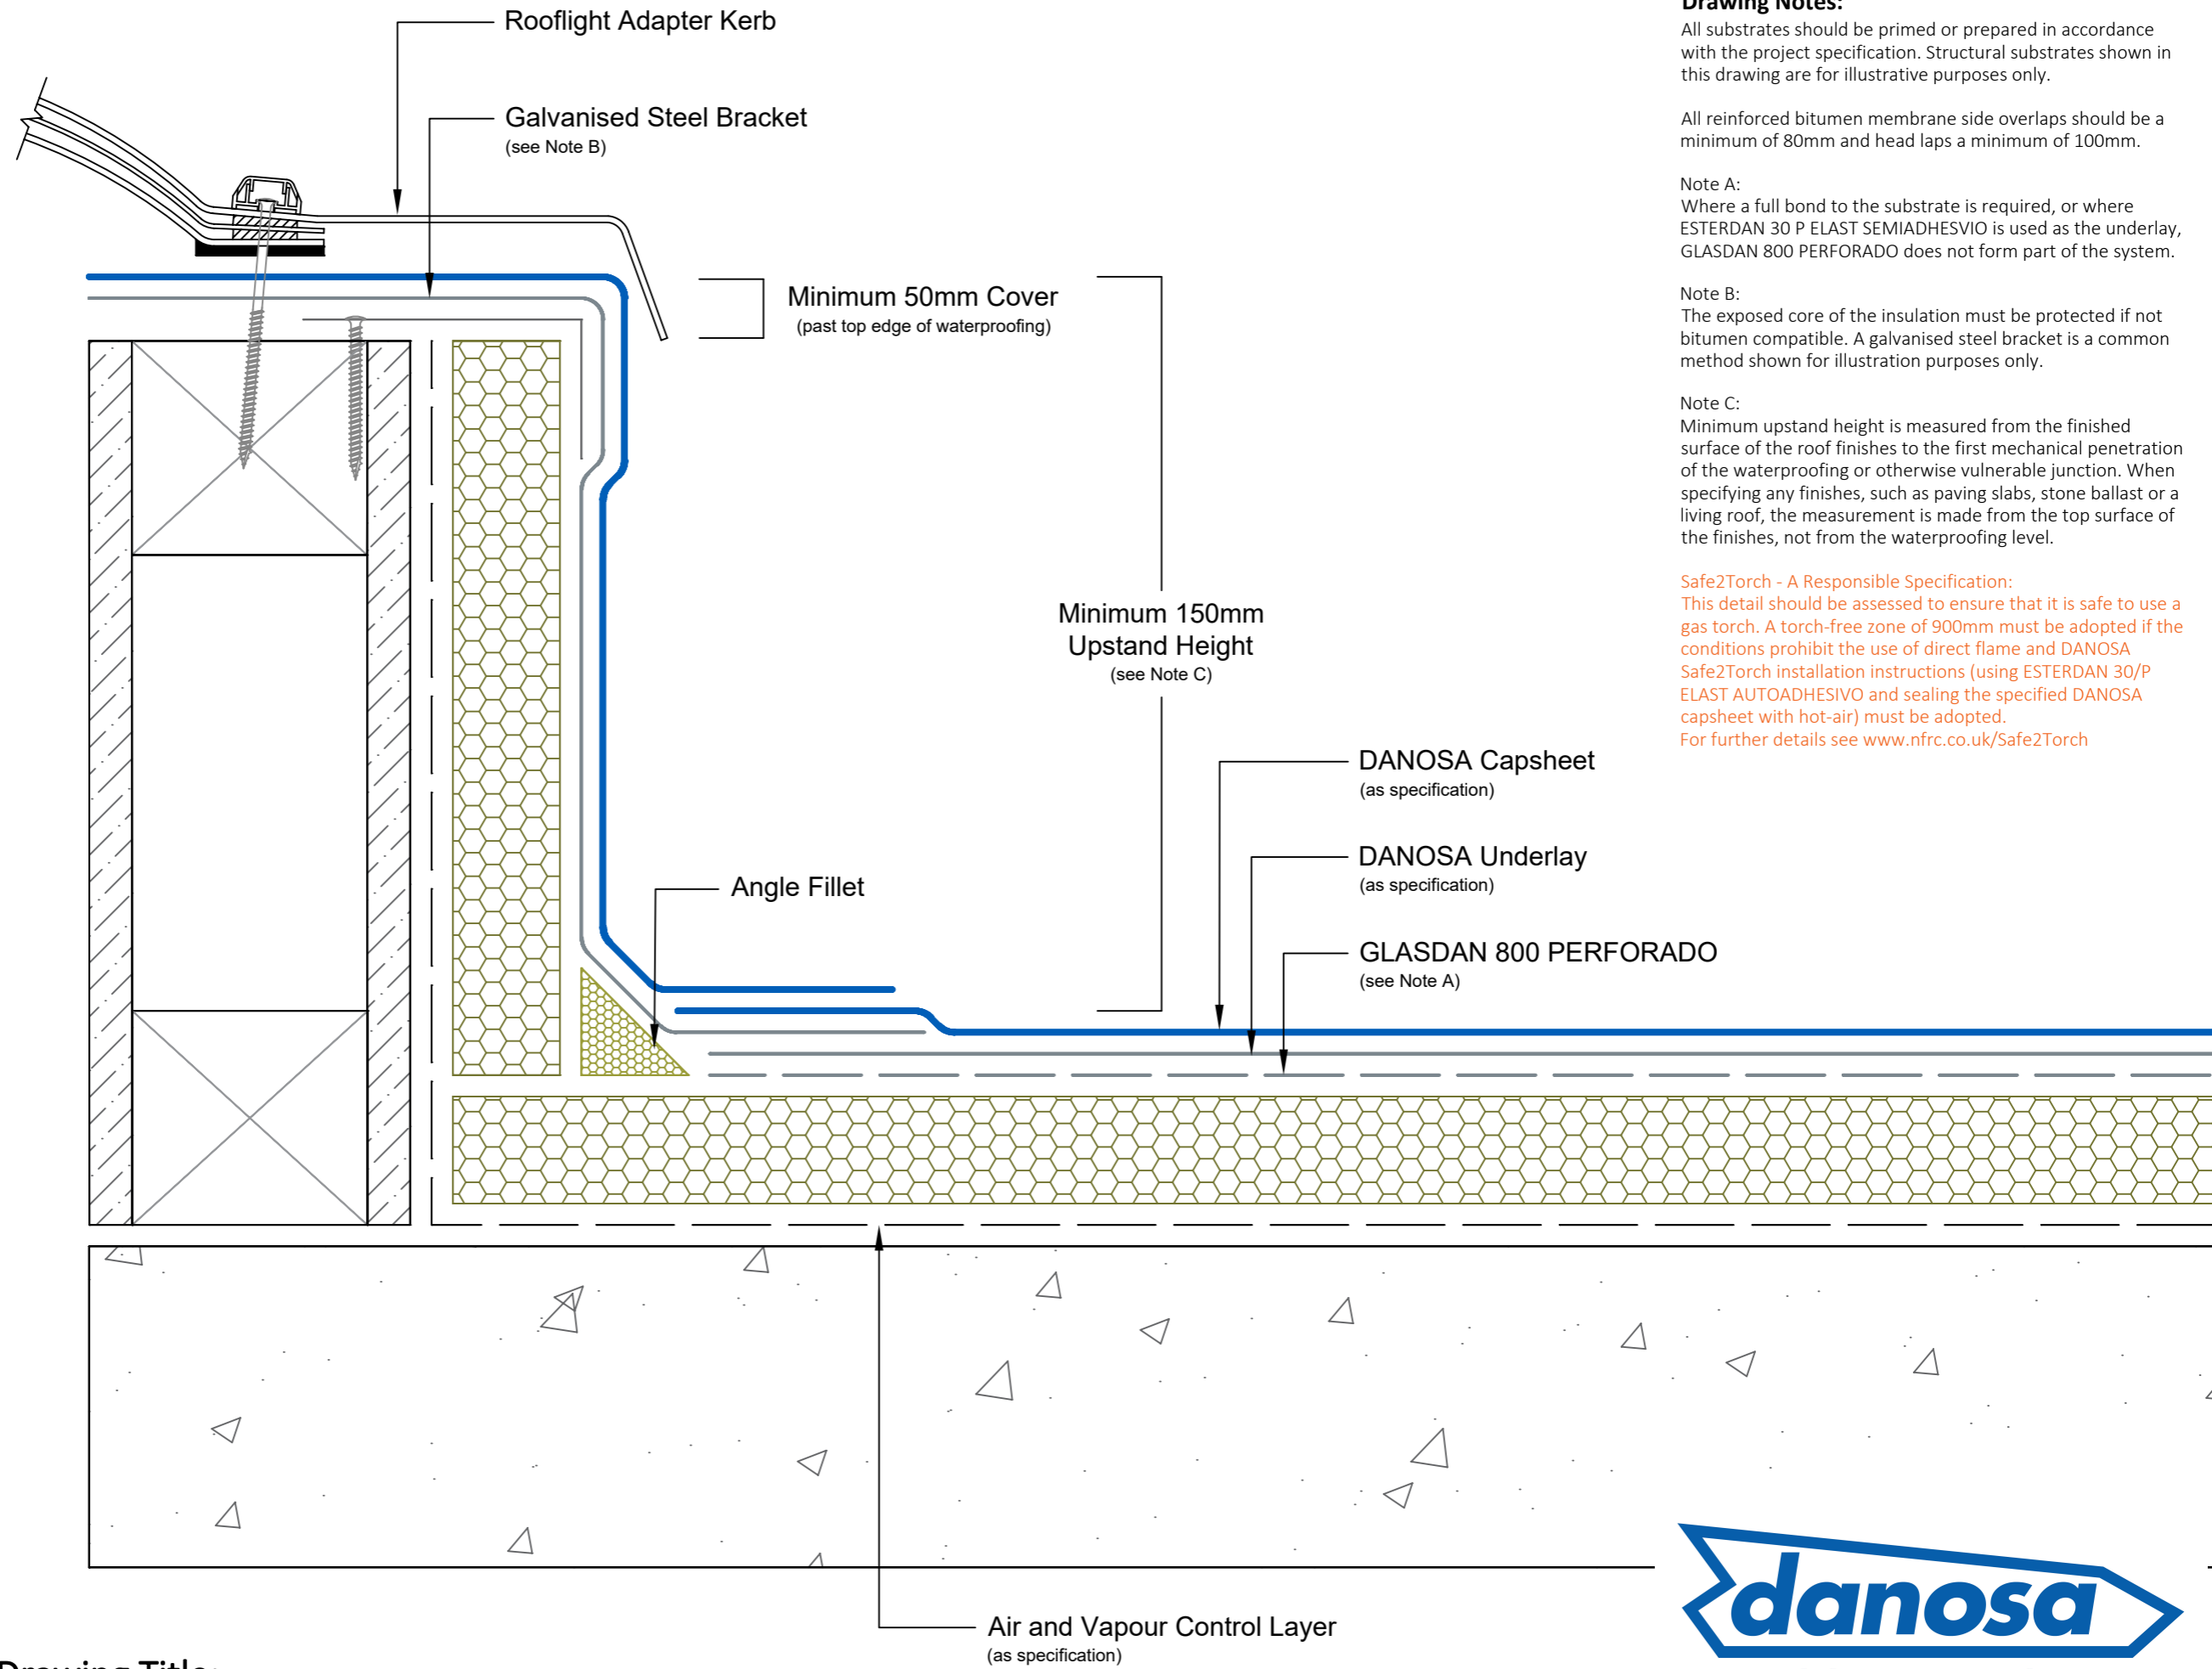 Rooflight Adapter Kerb
Galvanised Steel Bracket
(see Note B)
Minimum 50mm Cover
(past top edge of waterproofing)
Minimum 150mm
Upstand Height
(see Note C)
DANOSA Capsheet
(as specification)
DANOSA Underlay
(as specification)
GLASDAN 800 PERFORADO
(see Note A)
Angle Fillet
Air and Vapour Control Layer
(as specification)
Drawing Notes:
All substrates should be primed or prepared in accordance
with the project specification. Structural substrates shown in
this drawing are for illustrative purposes only.
All reinforced bitumen membrane side overlaps should be a
minimum of 80mm and head laps a minimum of 100mm.
Note A:
Where a full bond to the substrate is required, or where
ESTERDAN 30 P ELAST SEMIADHESVIO is used as the underlay,
GLASDAN 800 PERFORADO does not form part of the system.
Note B:
The exposed core of the insulation must be protected if not
bitumen compatible. A galvanised steel bracket is a common
method shown for illustration purposes only.
Note C:
Minimum upstand height is measured from the finished
surface of the roof finishes to the first mechanical penetration
of the waterproofing or otherwise vulnerable junction. When
specifying any finishes, such as paving slabs, stone ballast or a
living roof, the measurement is made from the top surface of
the finishes, not from the waterproofing level.
Safe2Torch - A Responsible Specification:
This detail should be assessed to ensure that it is safe to use a
gas torch. A torch-free zone of 900mm must be adopted if the
conditions prohibit the use of direct flame and DANOSA
Safe2Torch installation instructions (using ESTERDAN 30/P
ELAST AUTOADHESIVO and sealing the specified DANOSA
capsheet with hot-air) must be adopted.
For further details see www.nfrc.co.uk/Safe2Torch
danosa
Drawing Title: